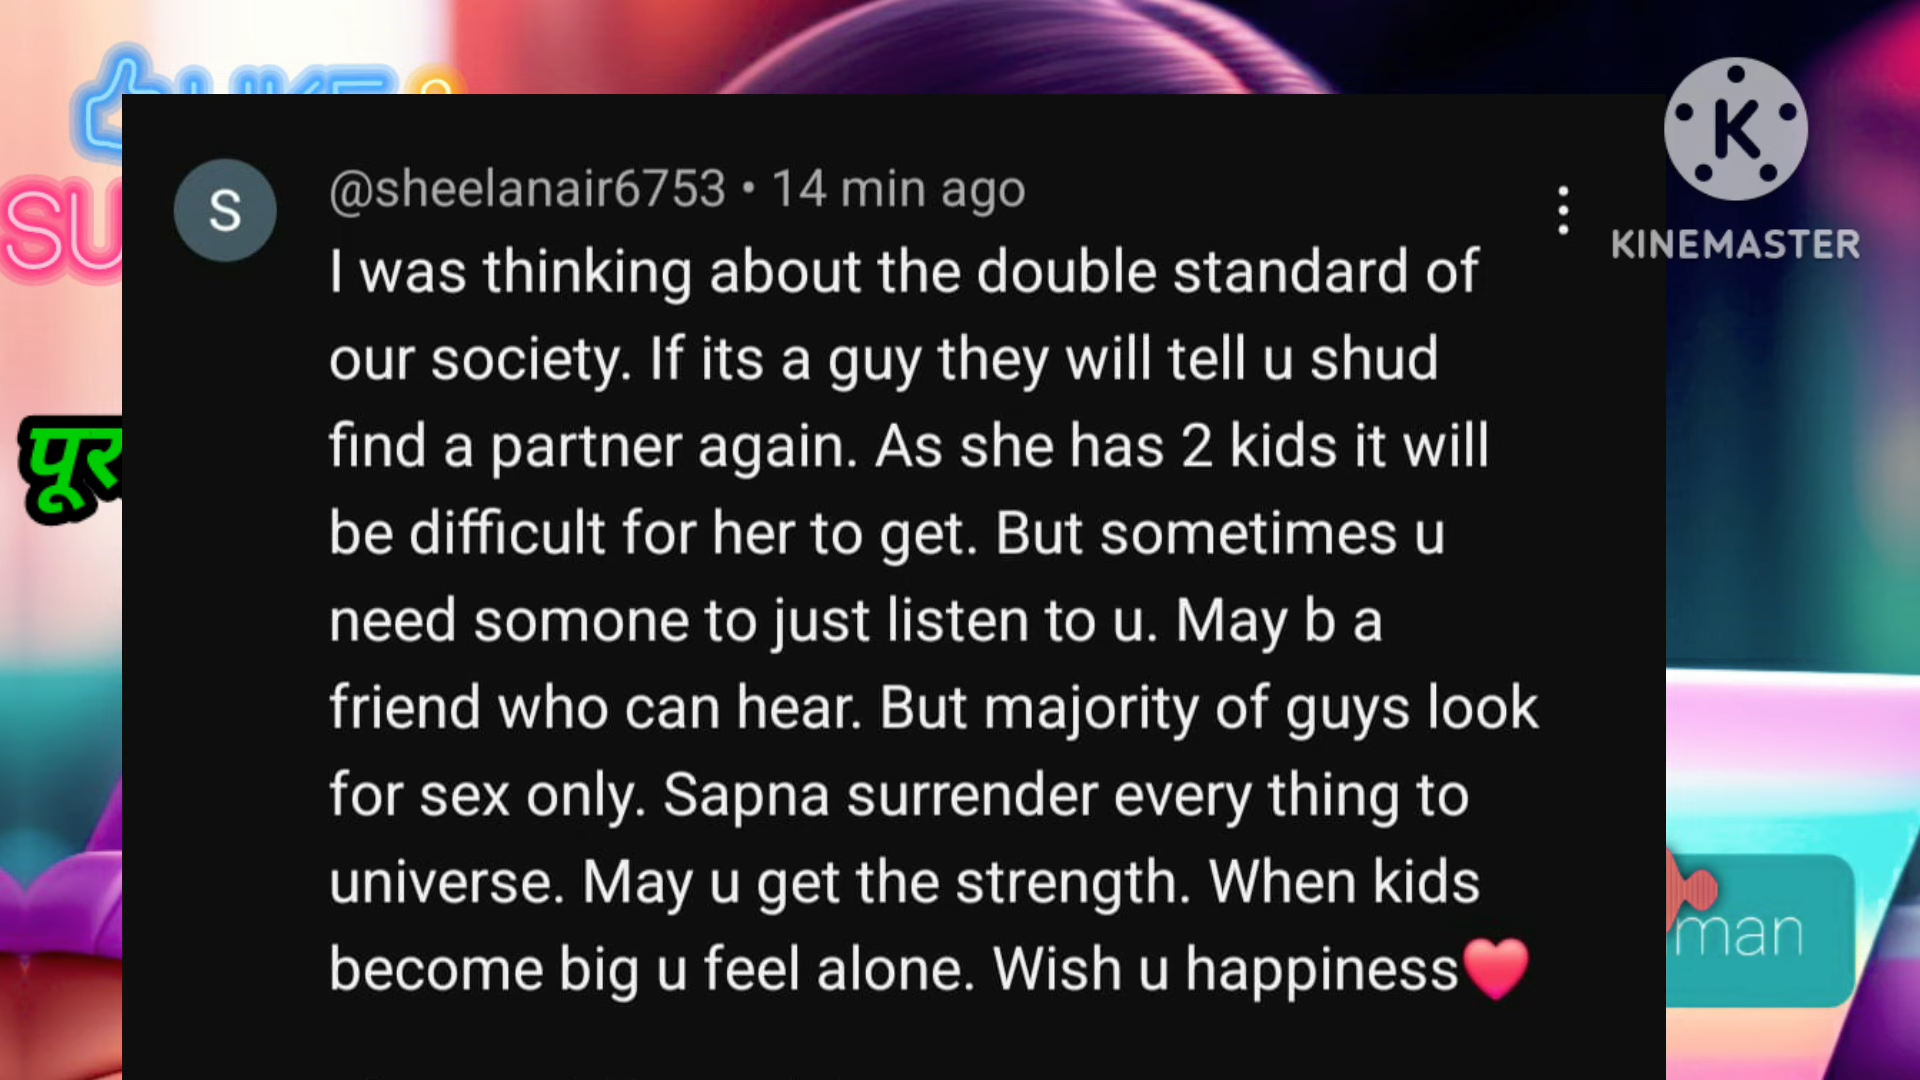 S
@sheelanair6753 • 14 min ago
I was thinking about the double standard of
our society. If its a guy they will tell u shud
find a partner again. As she has 2 kids it will
be difficult for her to get. But sometimes u
need somone to just listen to u. May b a
friend who can hear. But majority of guys look
for sex only. Sapna surrender every thing to
universe. May u get the strength. When kids
become big u feel alone. Wish u happiness❤️
K
KINEMASTER
LIKE
SU
पूर
man